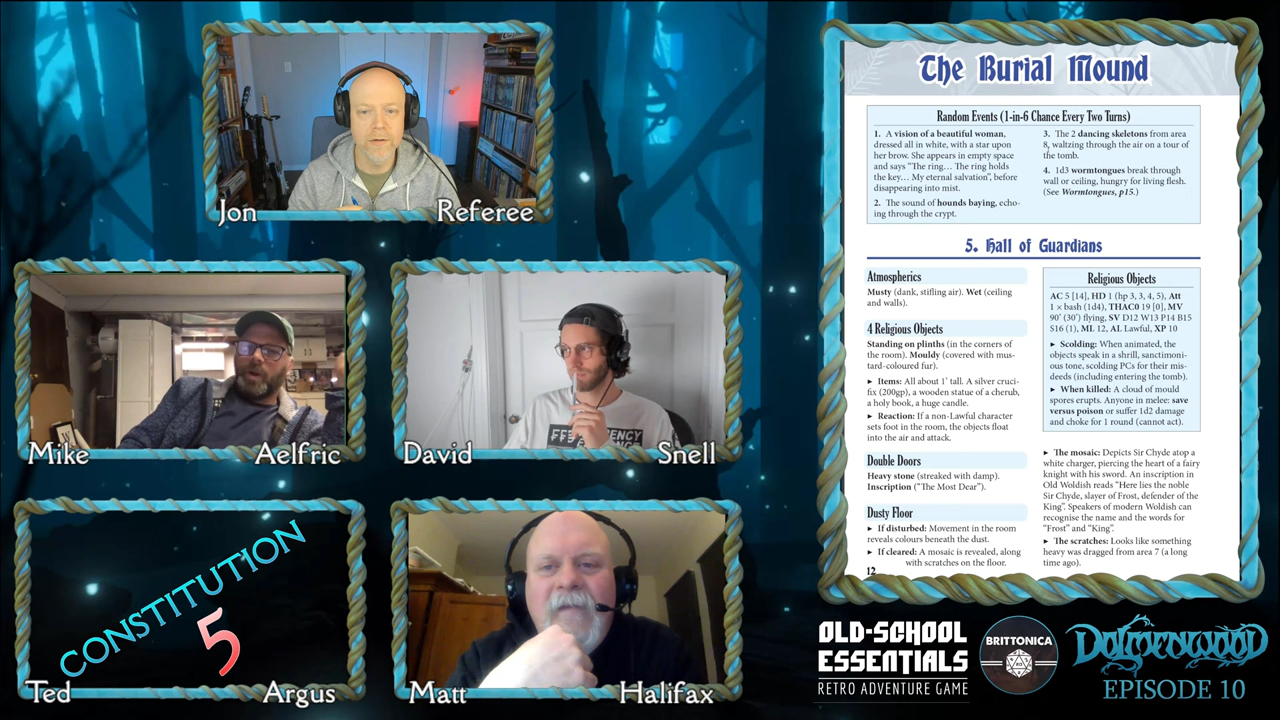 Jon
Referee
Mike
Aelfric
David
Snell
CONSTITUTION
5
Ted
Argus
Matt
Halifax
The Burial Mound
Random Events (1-in-6 Chance Every Two Turns)
1. A vision of a beautiful woman,
dressed all in white, with a star upon
her brow. She appears in empty space
and says “The ring… The ring holds
the key… My eternal salvation”, before
disappearing into mist.
2. The sound of hounds baying, echo-
ing through the crypt.
3. The 2 dancing skeletons from area
8, waltzing through the air on a tour of
the tomb.
4. 1d3 wormtongues break through
wall or ceiling, hungry for living flesh.
(See Wormtongues, p15.)
5. Hall of Guardians
Atmospherics
Musty (dank, stifling air). Wet (ceiling
and walls).
4 Religious Objects
Standing on plinths (in the corners of
the room). Mouldy (covered with mus-
tard-coloured fur).
▸ Items: All about 1’ tall. A silver cruci-
fix (200gp), a wooden statue of a cherub,
a holy book, a huge candle.
▸ Reaction: If a non-Lawful character
sets foot in the room, the objects float
into the air and attack.
Double Doors
Heavy stone (streaked with damp).
Inscription (“The Most Dear”).
Dusty Floor
▸ If disturbed: Movement in the room
reveals colours beneath the dust.
▸ If cleared: A mosaic is revealed, along
with scratches on the floor.
12
Religious Objects
AC 5 [14], HD 1 (hp 3, 3, 4, 5), Att
1 × bash (1d4), THAC0 19 [0], MV
90’ (30’) flying, SV D12 W13 P14 B15
S16 (1), ML 12, AL Lawful, XP 10
▸ Scolding: When animated, the
objects speak in a shrill, sanctimoni-
ous tone, scolding PCs for their mis-
deeds (including entering the tomb).
▸ When killed: A cloud of mould
spores erupts. Anyone in melee: save
versus poison or suffer 1d2 damage
and choke for 1 round (cannot act).
▸ The mosaic: Depicts Sir Chyde atop a
white charger, piercing the heart of a fairy
knight with his sword. An inscription in
Old Woldish reads “Here lies the noble
Sir Chyde, slayer of Frost, defender of the
King”. Speakers of modern Woldish can
recognise the name and the words for
“Frost” and “King”.
▸ The scratches: Looks like something
heavy was dragged from area 7 (a long
time ago).
OLD-SCHOOL
ESSENTIALS
RETRO ADVENTURE GAME
BRITTONICA
Dolmenwood
EPISODE 10